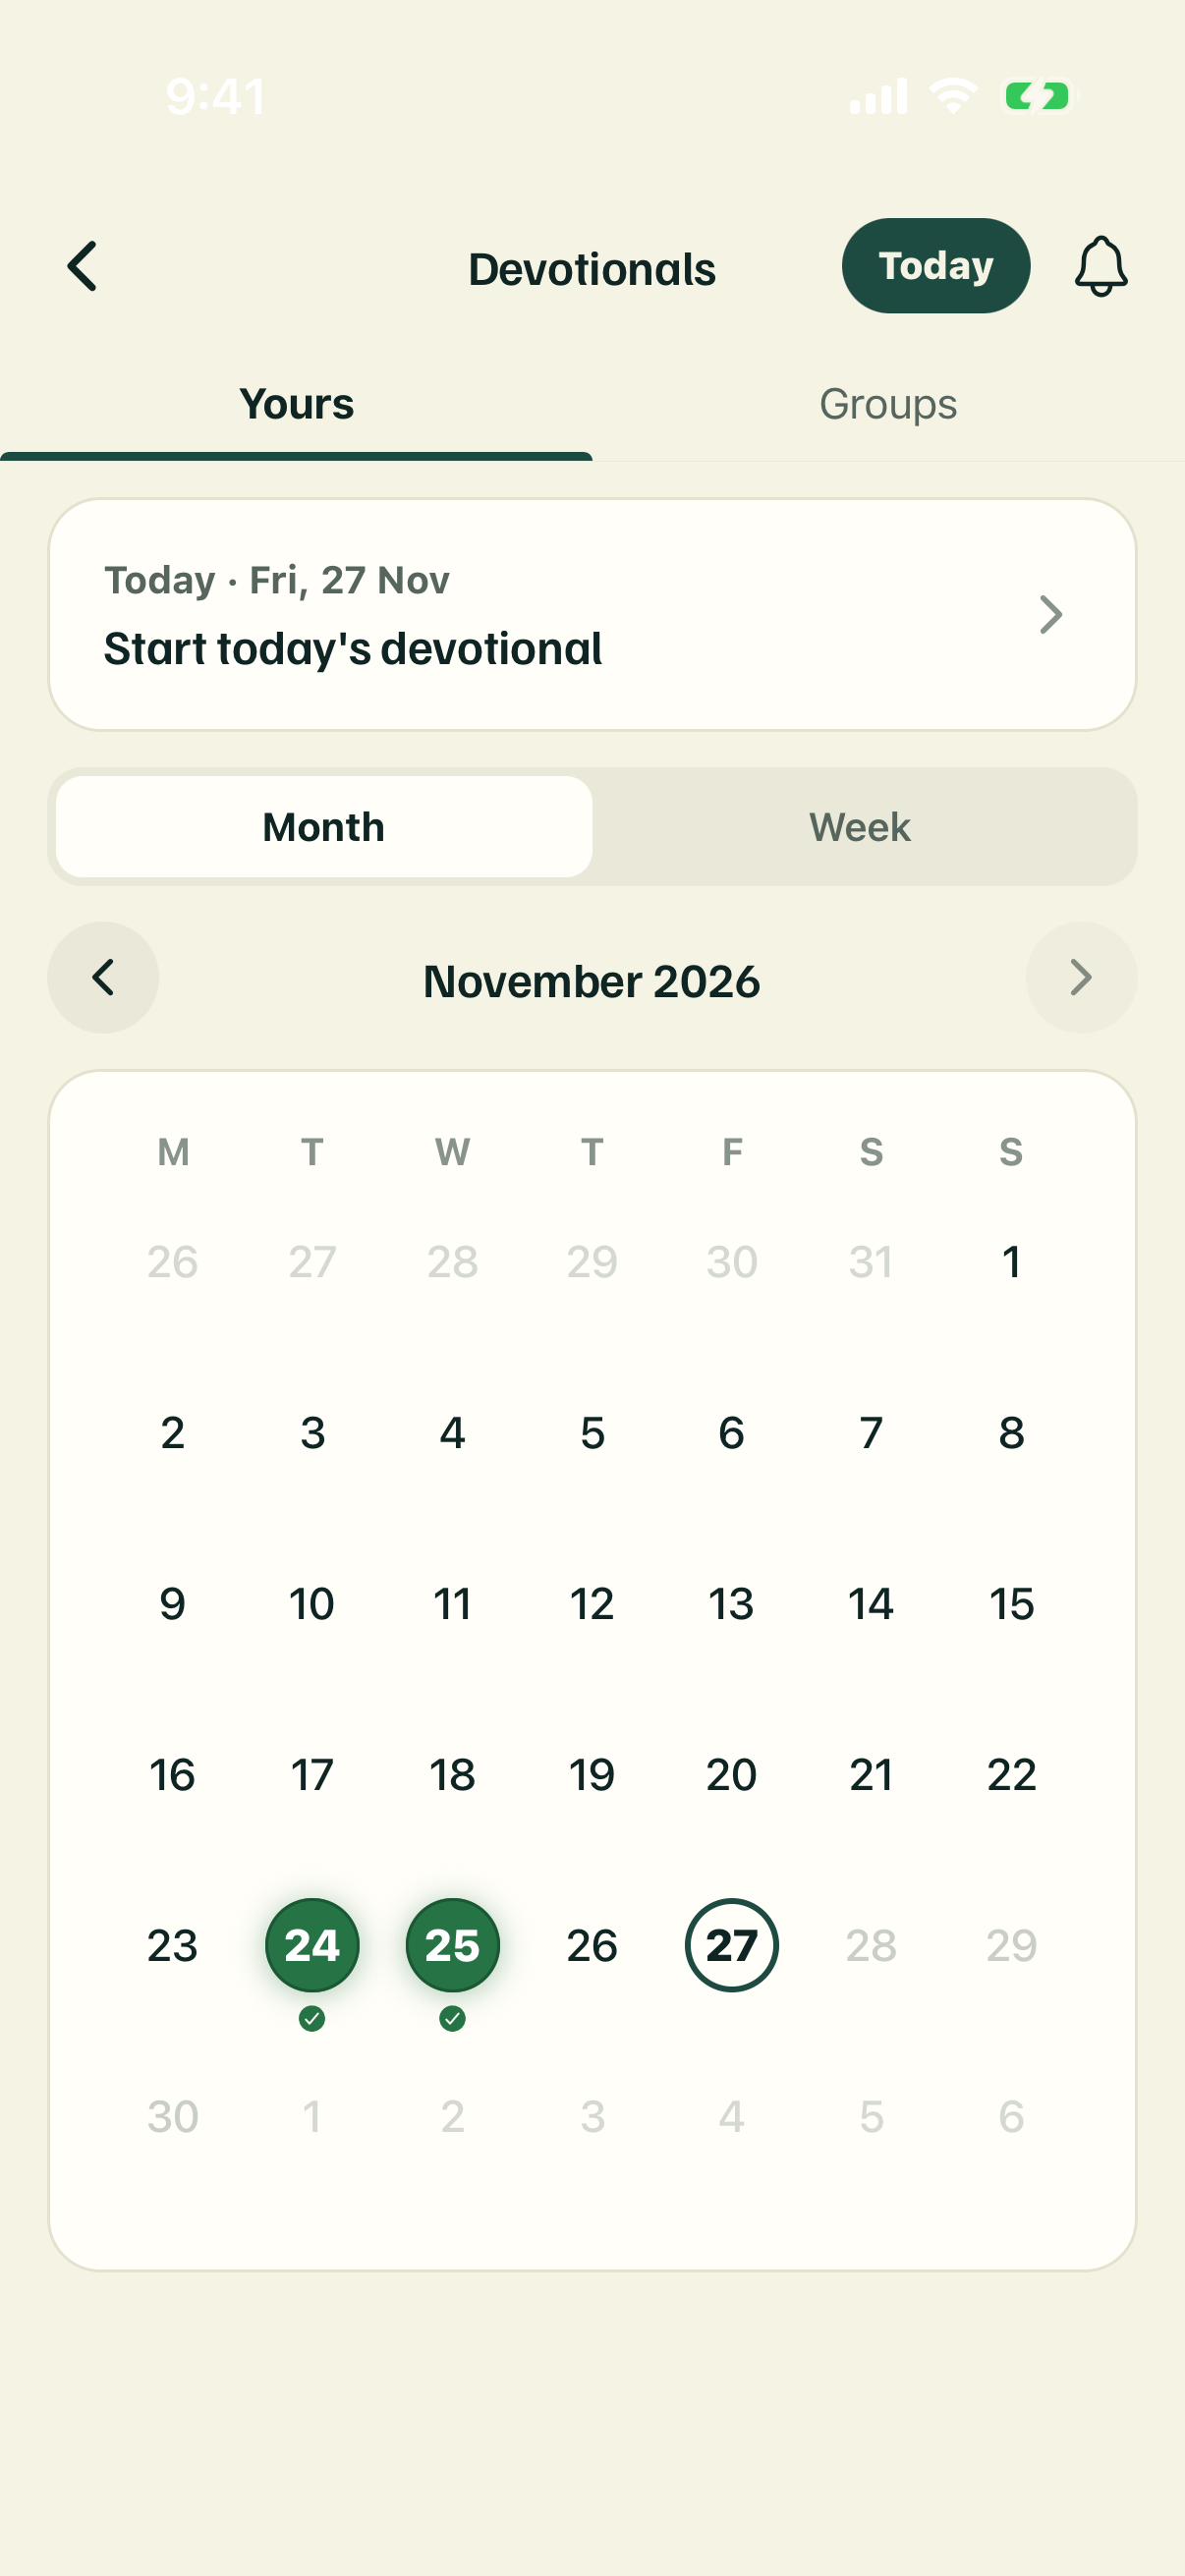 9:41
Devotionals
Today
Yours
Groups
Today · Fri, 27 Nov
Start today's devotional
Month
Week
November 2026
M T W T F S S
26 27 28 29 30 31 1
2 3 4 5 6 7 8
9 10 11 12 13 14 15
16 17 18 19 20 21 22
23 24 25 26 27 28 29
30 1 2 3 4 5 6